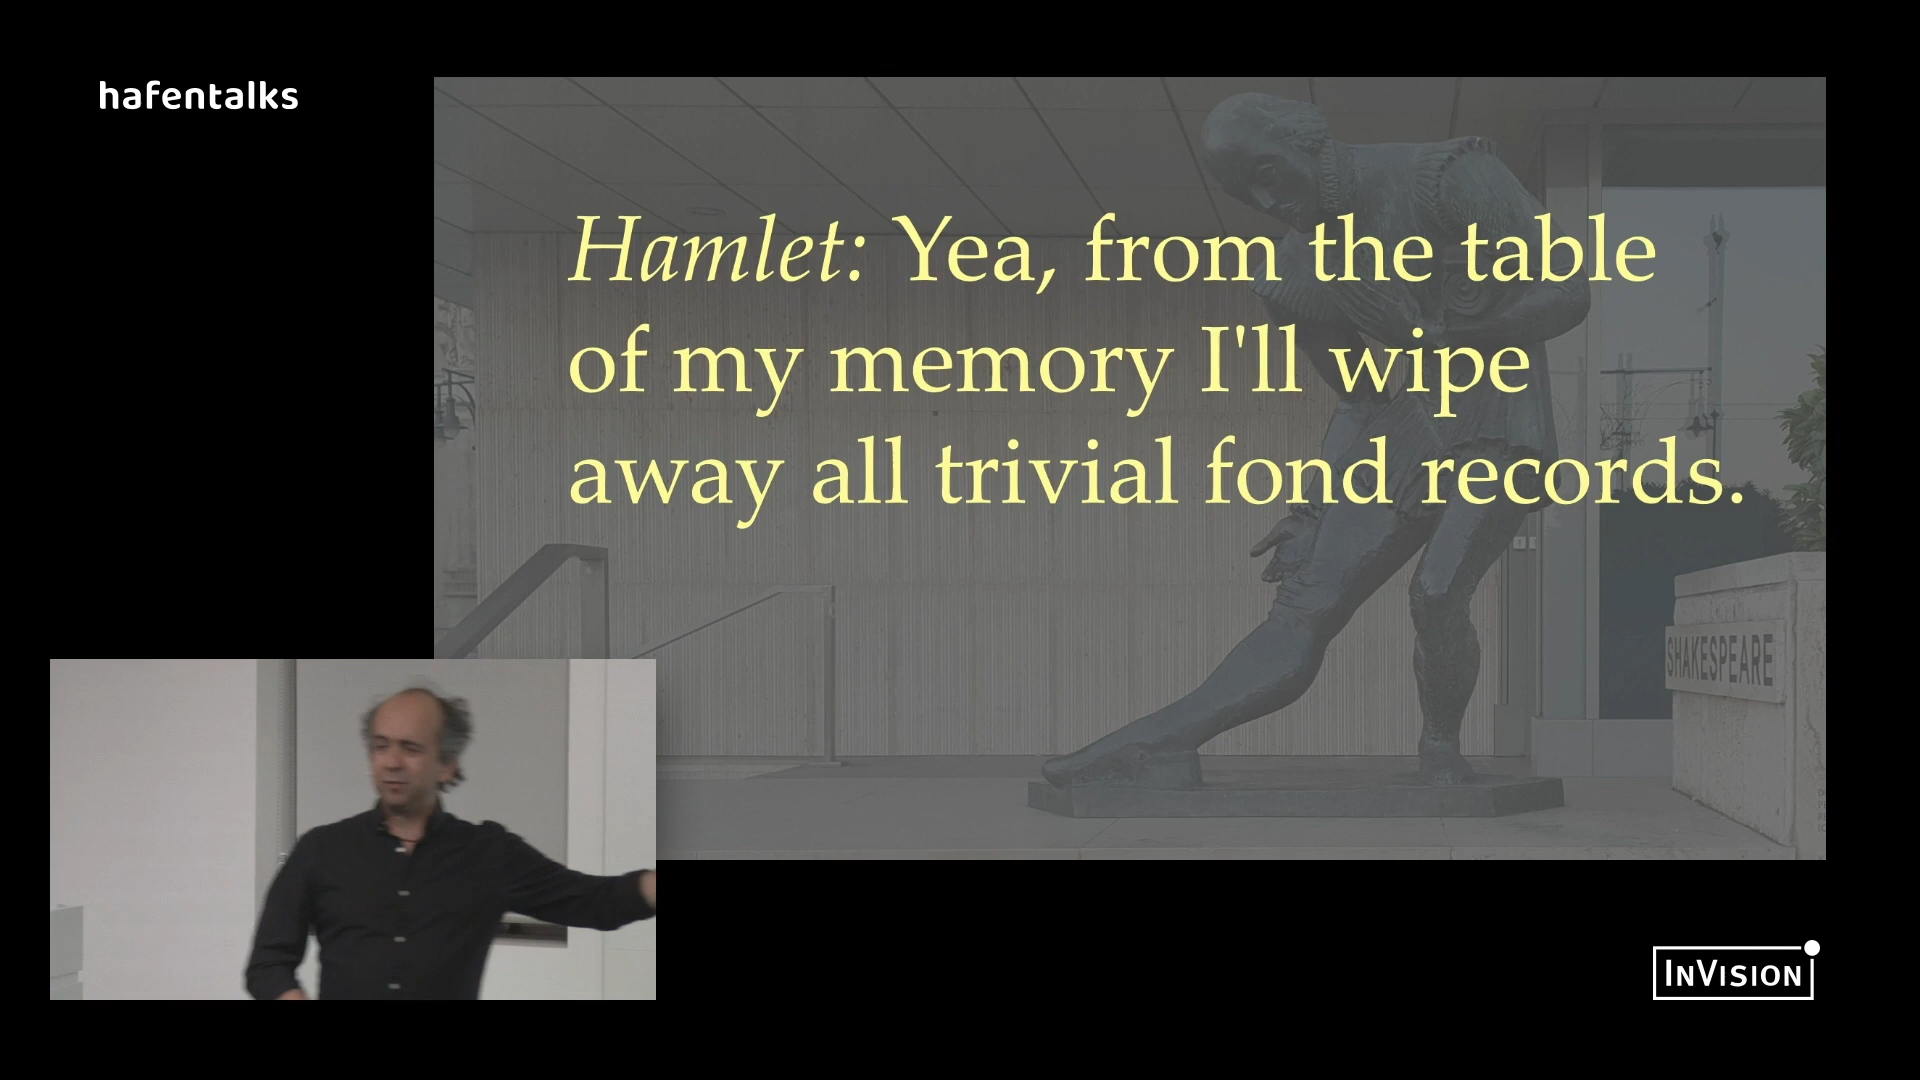 hafentalks
Hamlet: Yea, from the table
of my memory I'll wipe
away all trivial fond records.
SHAKESPEARE
INVISION